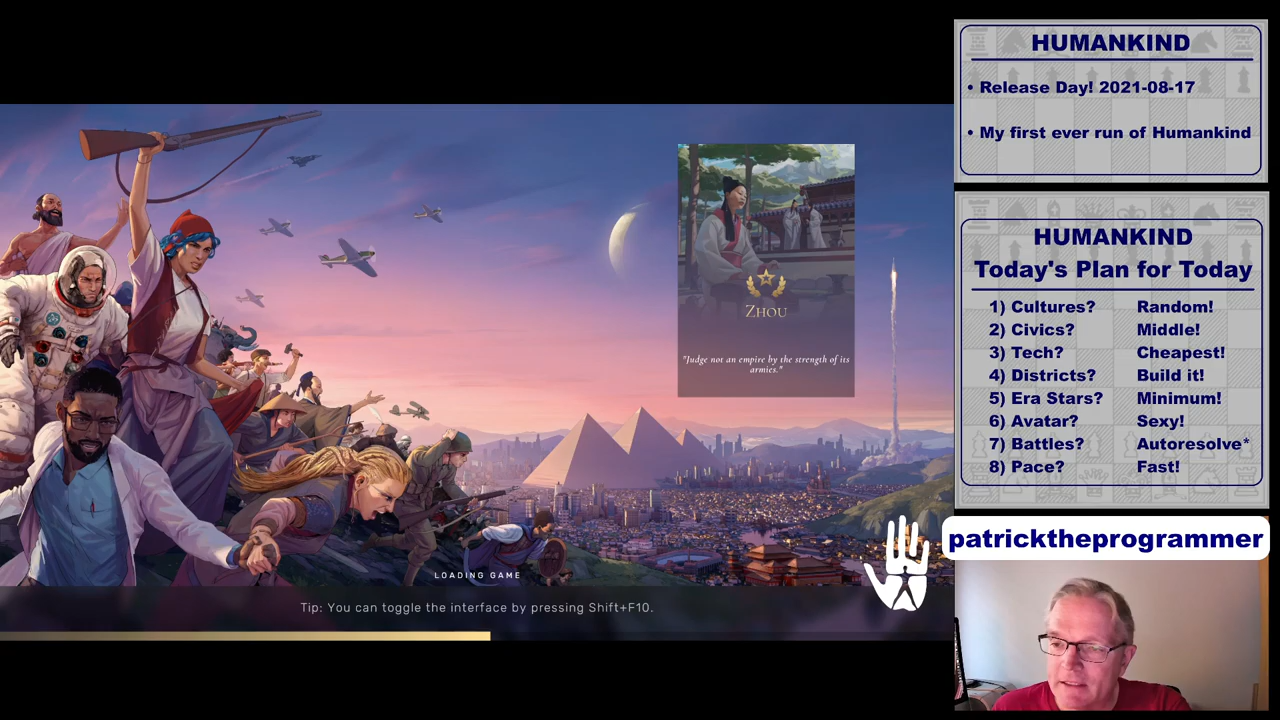 HUMANKIND
• Release Day! 2021-08-17
• My first ever run of Humankind
HUMANKIND
Today's Plan for Today
1) Cultures? Random!
2) Civics? Middle!
3) Tech? Cheapest!
4) Districts? Build it!
5) Era Stars? Minimum!
6) Avatar? Sexy!
7) Battles? Autoresolve*
8) Pace? Fast!
patricktheprogrammer
ZHOU
"Judge not an empire by the strength of its
armies."
LOADING GAME
Tip: You can toggle the interface by pressing Shift+F10.